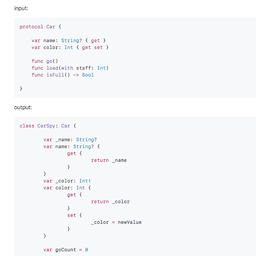 input:
protocol Car {
var name: String? { get }
var color: Int { get set }
func go()
func load(with stuff: Int)
func isFull() -> Bool
}
output:
class CarSpy: Car {
var _name: String?
var name: String? {
get {
return _name
}
}
var _color: Int!
var color: Int {
get {
return _color
}
set {
_color = newValue
}
}
var goCount = 0